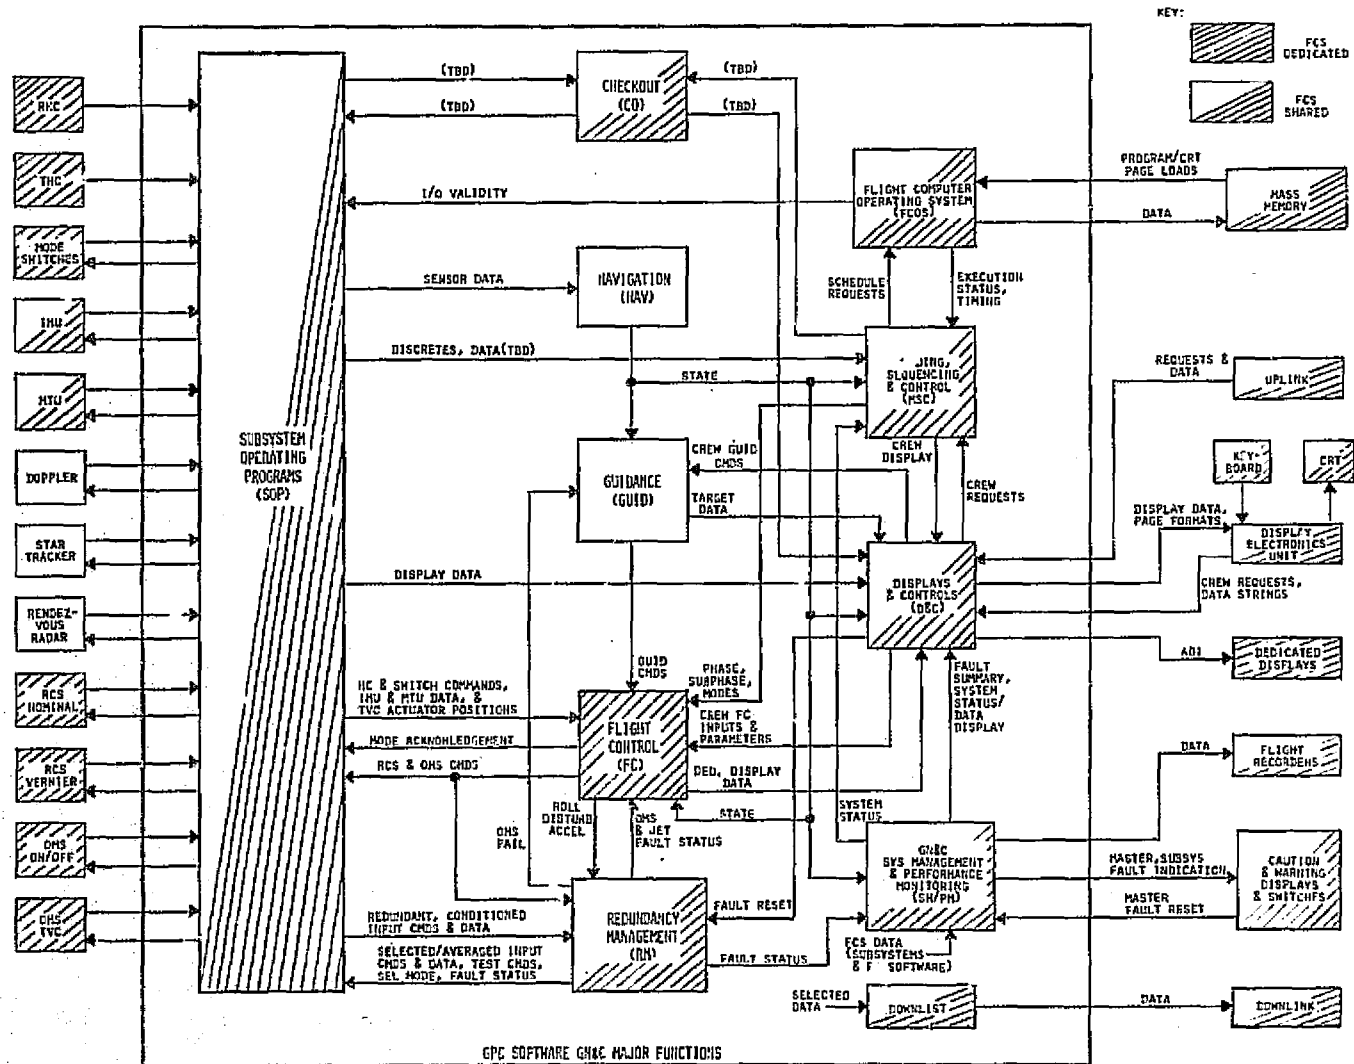 KEY:
FCS
DEDICATED
FCS
SHARED
RHC
THC
MODE
SWITCHES
IMU
MTU
DOPPLER
STAR
TRACKER
RENDEZ-
VOUS
RADAR
RCS
NOMINAL
RCS
VERNIER
OMS
ON/OFF
OMS
TVC
SUBSYSTEM
OPERATING
PROGRAMS
(SOP)
(TBD)
(TBD)
CHECKOUT
(CO)
(TBD)
(TBD)
I/O VALIDITY
FLIGHT COMPUTER
OPERATING SYSTEM
(FCOS)
PROGRAM/CRT
PAGE LOADS
DATA
MASS
MEMORY
SENSOR DATA
NAVIGATION
(NAV)
SCHEDULE
REQUESTS
EXECUTION
STATUS,
TIMING
DISCRETES, DATA(TBD)
STATE
SEQUENCING
& CONTROL
(MSC)
REQUESTS &
DATA
UPLINK
CREW GUID
CMDS
GUIDANCE
(GUID)
TARGET
DATA
CREW
DISPLAY
CREW
REQUESTS
KEY-
BOARD
CRT
DISPLAY DATA,
PAGE FORMATS
DISPLAY
ELECTRONICS
UNIT
CREW REQUESTS,
DATA STRINGS
DISPLAY DATA
DISPLAYS
& CONTROLS
(D&C)
ADI
DEDICATED
DISPLAYS
GUID
CMDS
PHASE,
SUBPHASE,
MODES
FAULT
SUMMARY,
SYSTEM
STATUS/
DATA
DISPLAY
HC & SWITCH COMMANDS,
IMU & MTU DATA, &
TVC ACTUATOR POSITIONS
FLIGHT
CONTROL
(FC)
CREW FC
INPUTS &
PARAMETERS
MODE ACKNOWLEDGEMENT
RCS & OMS CMDS
DED. DISPLAY
DATA
DATA
FLIGHT
RECORDERS
OMS
FAIL
ROLL
DISTURB
ACCEL
OMS
& JET
FAULT STATUS
STATE
SYSTEM
STATUS
GN&C
SYS MANAGEMENT
& PERFORMANCE
MONITORING
(SM/PM)
MASTER,SUBSYS
FAULT INDICATION
MASTER
FAULT RESET
CAUTION
& WARNING
DISPLAYS
& SWITCHES
REDUNDANT, CONDITIONED
INPUT CMDS & DATA
REDUNDANCY
MANAGEMENT
(RM)
FAULT RESET
SELECTED/AVERAGED INPUT
CMDS & DATA, TEST CMDS,
SEL MODE, FAULT STATUS
FAULT STATUS
FCS DATA
(SUBSYSTEMS
& SOFTWARE)
SELECTED
DATA
DOWNLIST
DATA
DOWNLINK
GPC SOFTWARE GN&C MAJOR FUNCTIONS